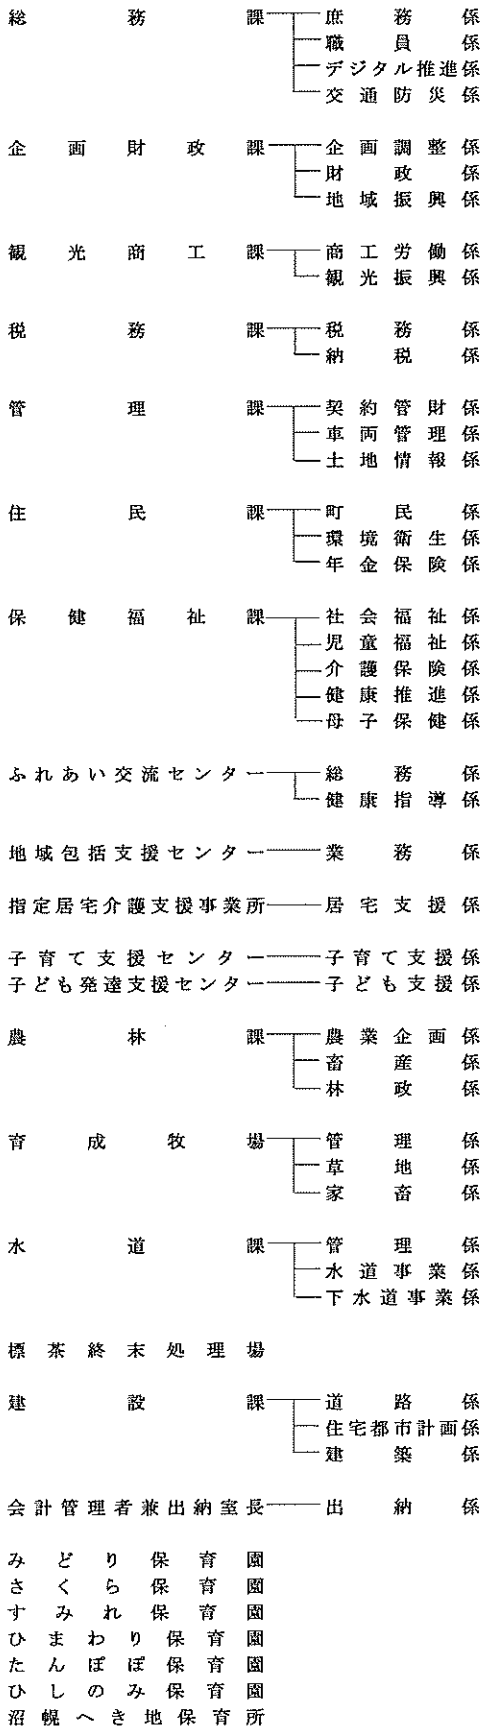 総務課 庶務係
職員係
デジタル推進係
交通防災係
企画財政課 企画調整係
財政係
地域振興係
観光商工課 商工労働係
観光振興係
税務課 税務係
納税係
管理課 契約管財係
車両管理係
土地情報係
住民課 町民係
環境衛生係
年金保険係
保健福祉課 社会福祉係
児童福祉係
介護保険係
健康推進係
母子保健係
ふれあい交流センター 総務係
健康指導係
地域包括支援センター 業務係
指定居宅介護支援事業所 居宅支援係
子育て支援センター 子育て支援係
子ども発達支援センター 子ども支援係
農林課 農業企画係
畜産係
林政係
育成牧場 管理係
草地係
家畜係
水道課 管理係
水道事業係
下水道事業係
標茶終末処理場
建設課 道路係
住宅都市計画係
建築係
会計管理者兼出納室長 出納係
みどり保育園
さくら保育園
すみれ保育園
ひまわり保育園
たんぽぽ保育園
ひしのみ保育園
沼幌へき地保育所